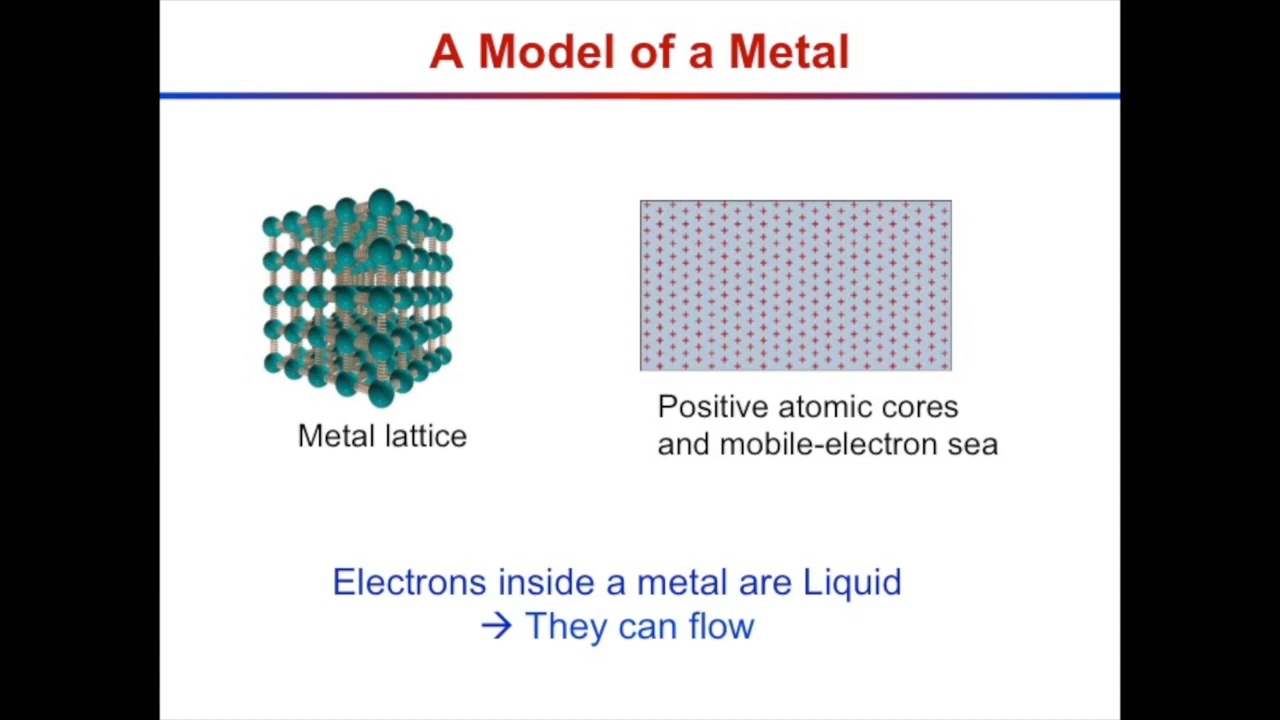 A Model of a Metal
Metal lattice
Positive atomic cores
and mobile-electron sea
Electrons inside a metal are Liquid
→ They can flow